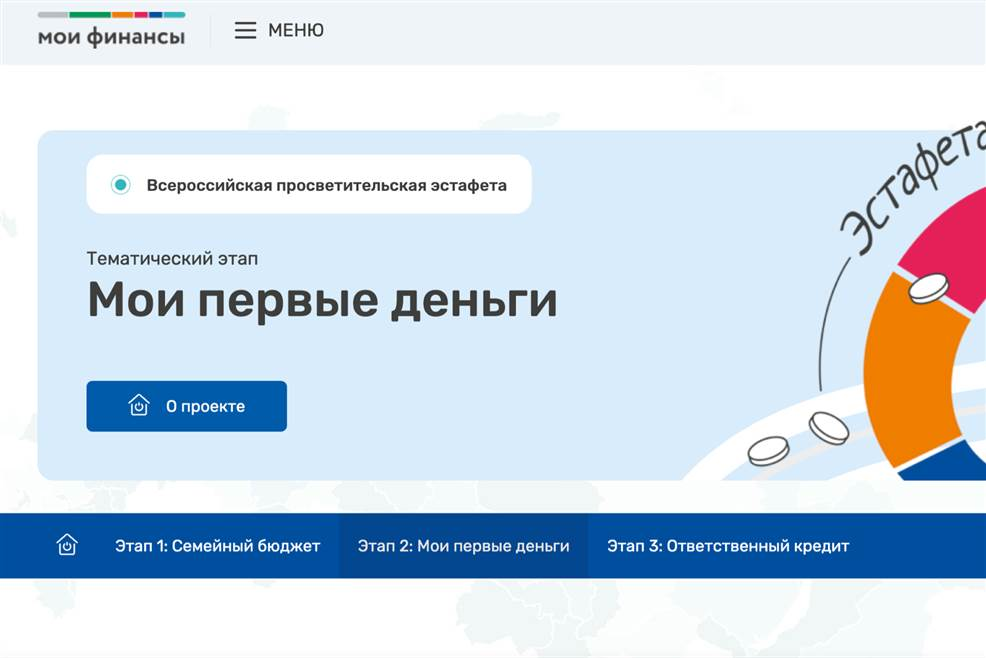 мои финансы
МЕНЮ
Эстафета
Всероссийская просветительская эстафета
Тематический этап
Мои первые деньги
О проекте
Этап 1: Семейный бюджет
Этап 2: Мои первые деньги
Этап 3: Ответственный кредит